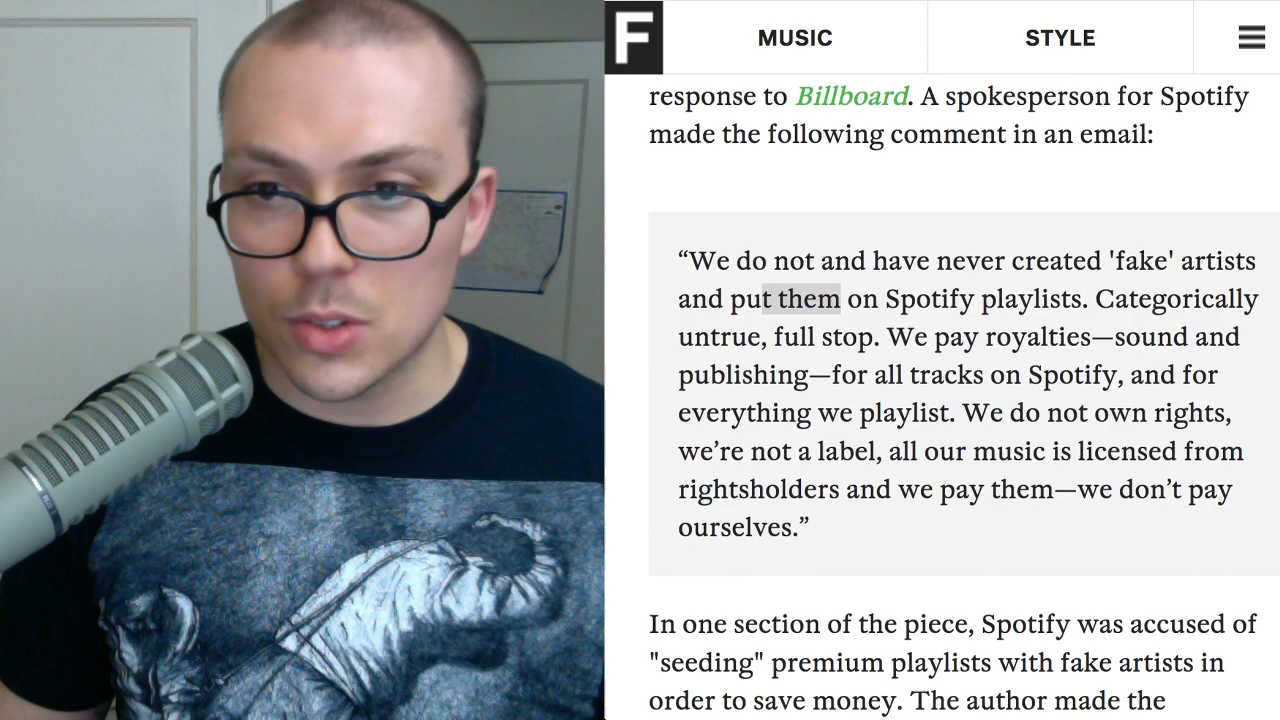 F
MUSIC
STYLE
response to Billboard. A spokesperson for Spotify
made the following comment in an email:
“We do not and have never created 'fake' artists
and put them on Spotify playlists. Categorically
untrue, full stop. We pay royalties—sound and
publishing—for all tracks on Spotify, and for
everything we playlist. We do not own rights,
we’re not a label, all our music is licensed from
rightsholders and we pay them—we don’t pay
ourselves.”
In one section of the piece, Spotify was accused of
"seeding" premium playlists with fake artists in
order to save money. The author made the